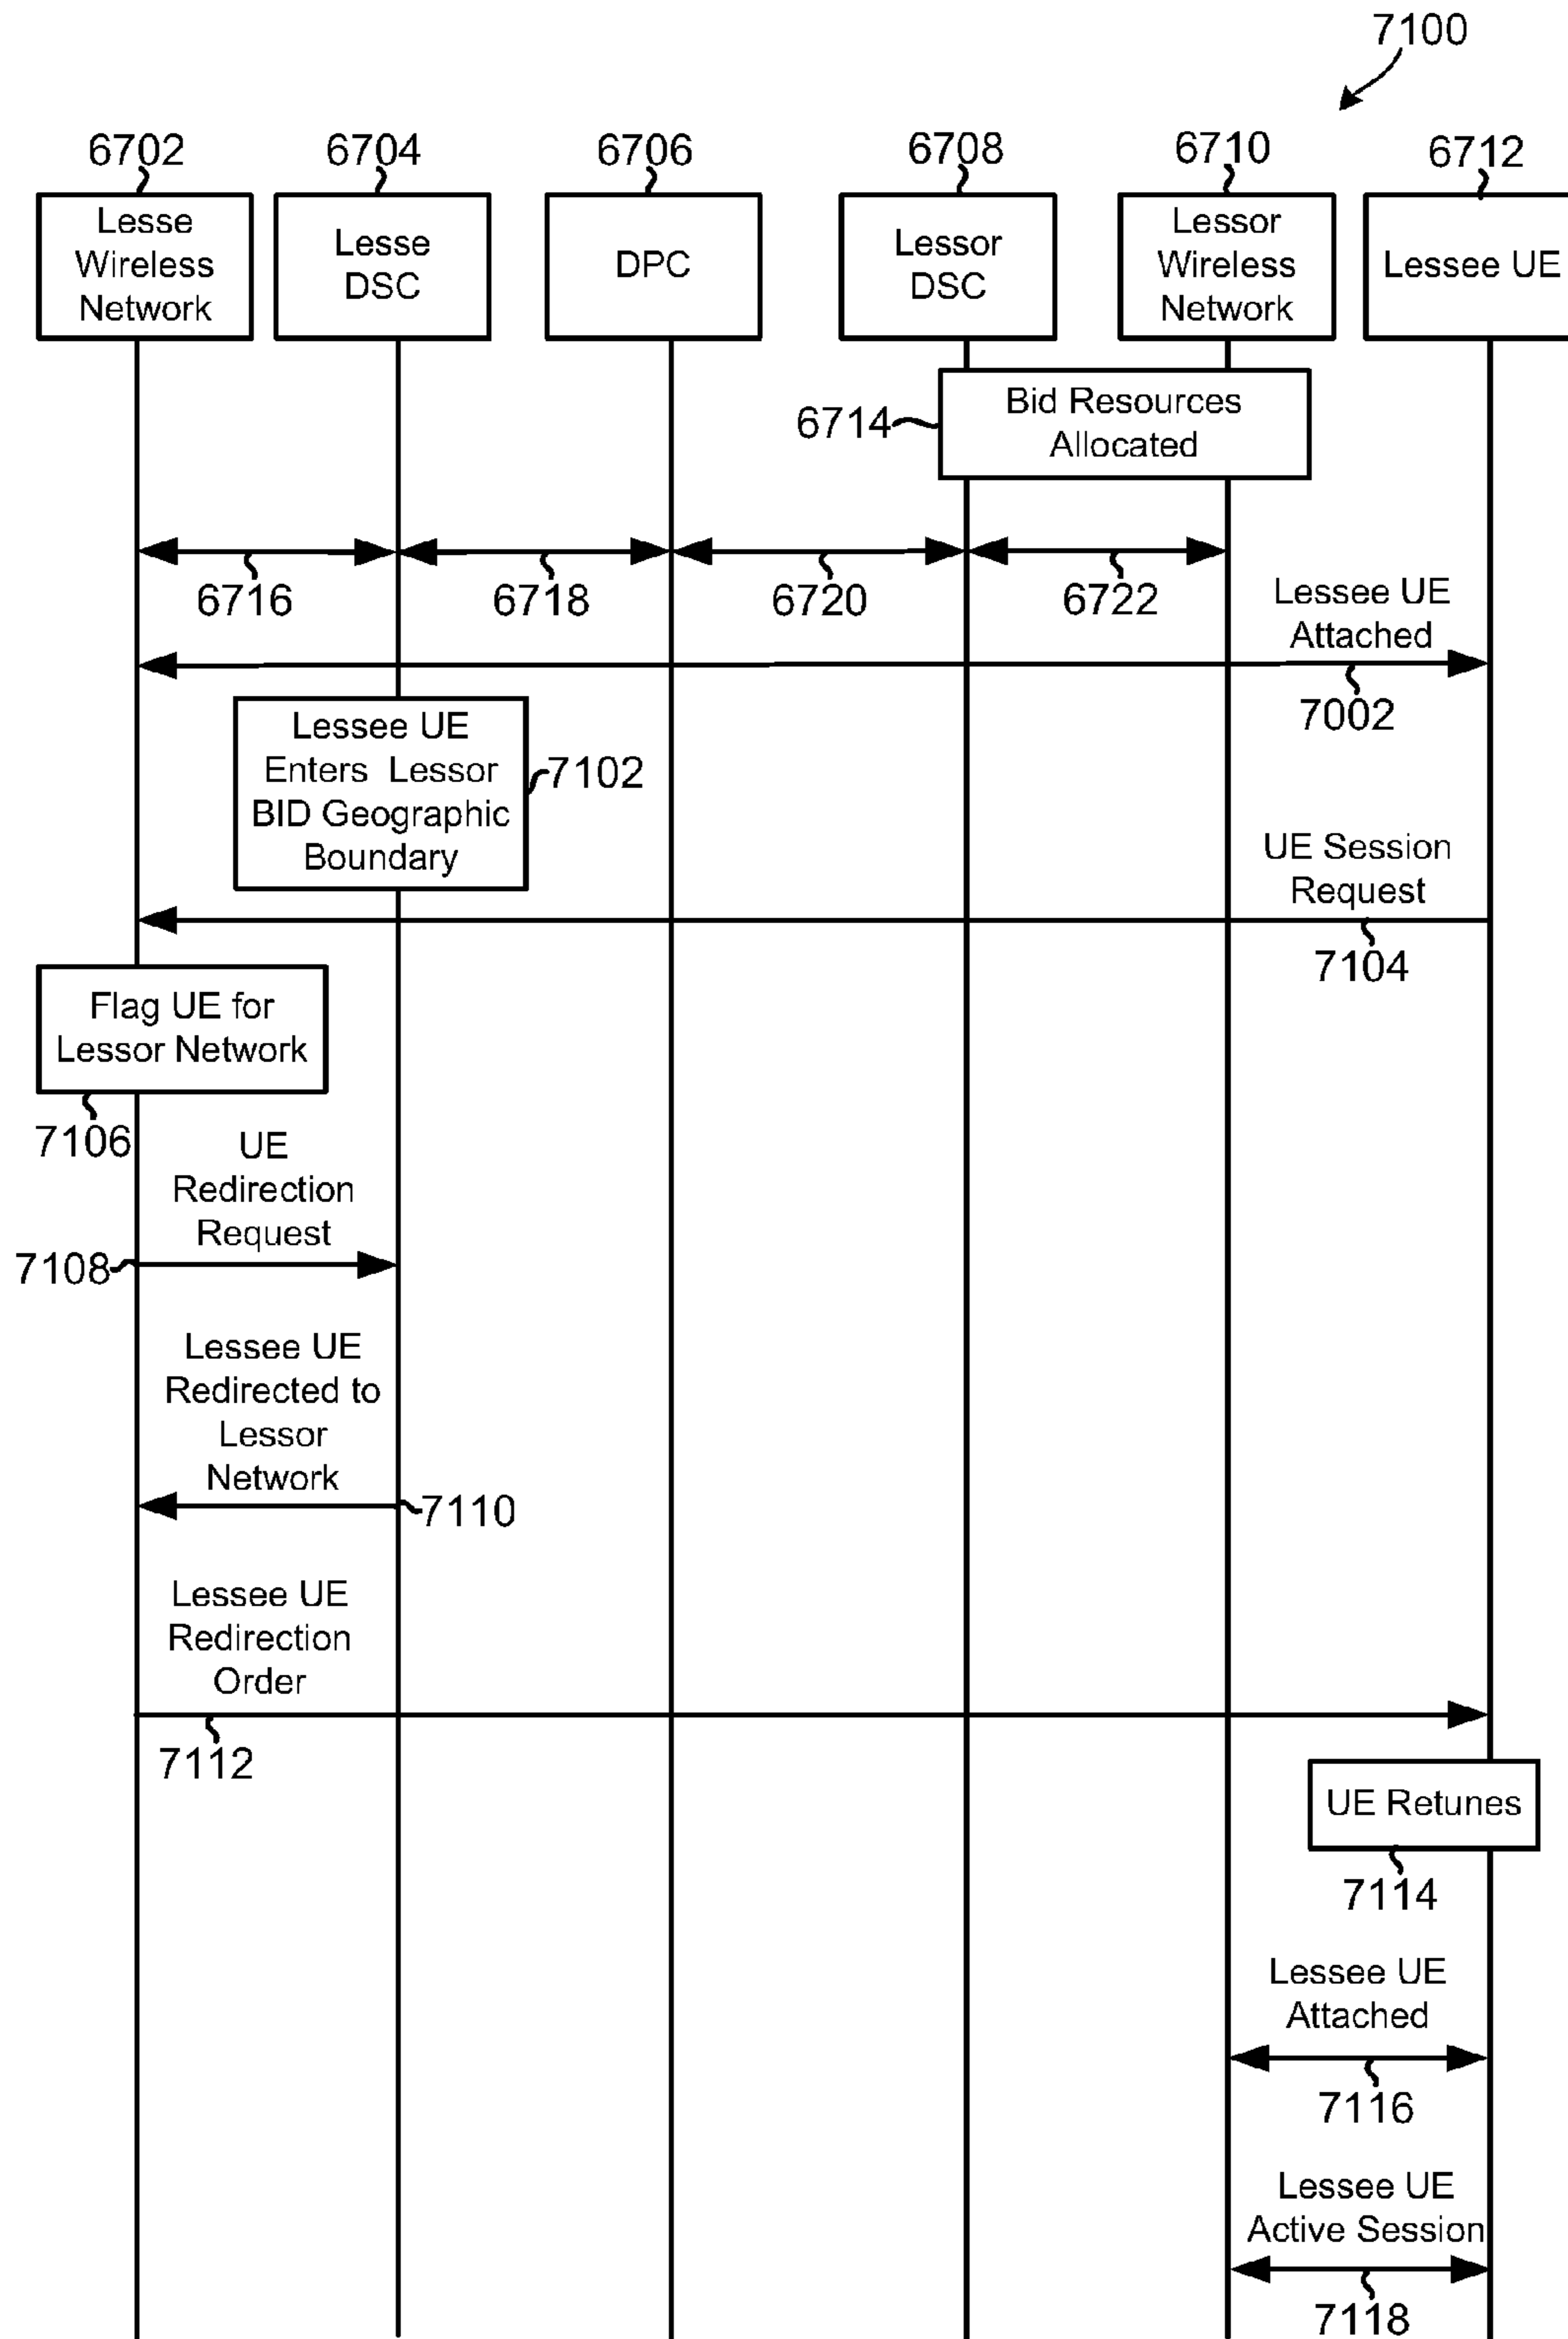 7100
6702
6704
6706
6708
6710
6712
Lesse
Wireless
Network
Lesse
DSC
DPC
Lessor
DSC
Lessor
Wireless
Network
Lessee UE
6714
Bid Resources
Allocated
6716
6718
6720
6722
Lessee UE
Attached
7002
Lessee UE
Enters Lessor
BID Geographic
Boundary
7102
UE Session
Request
7104
Flag UE for
Lessor Network
7106
UE
Redirection
Request
7108
Lessee UE
Redirected to
Lessor
Network
7110
Lessee UE
Redirection
Order
7112
UE Retunes
7114
Lessee UE
Attached
7116
Lessee UE
Active Session
7118